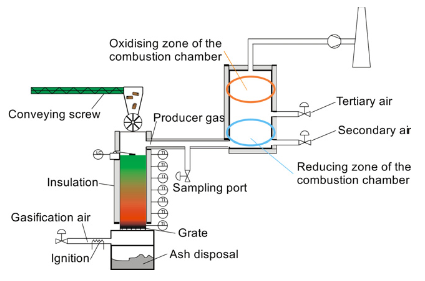 Oxidising zone of the
combustion chamber
Conveying screw
Producer gas
Tertiary air
Secondary air
Insulation
Sampling port
Reducing zone of the
combustion chamber
Gasification air
Grate
Ignition
Ash disposal